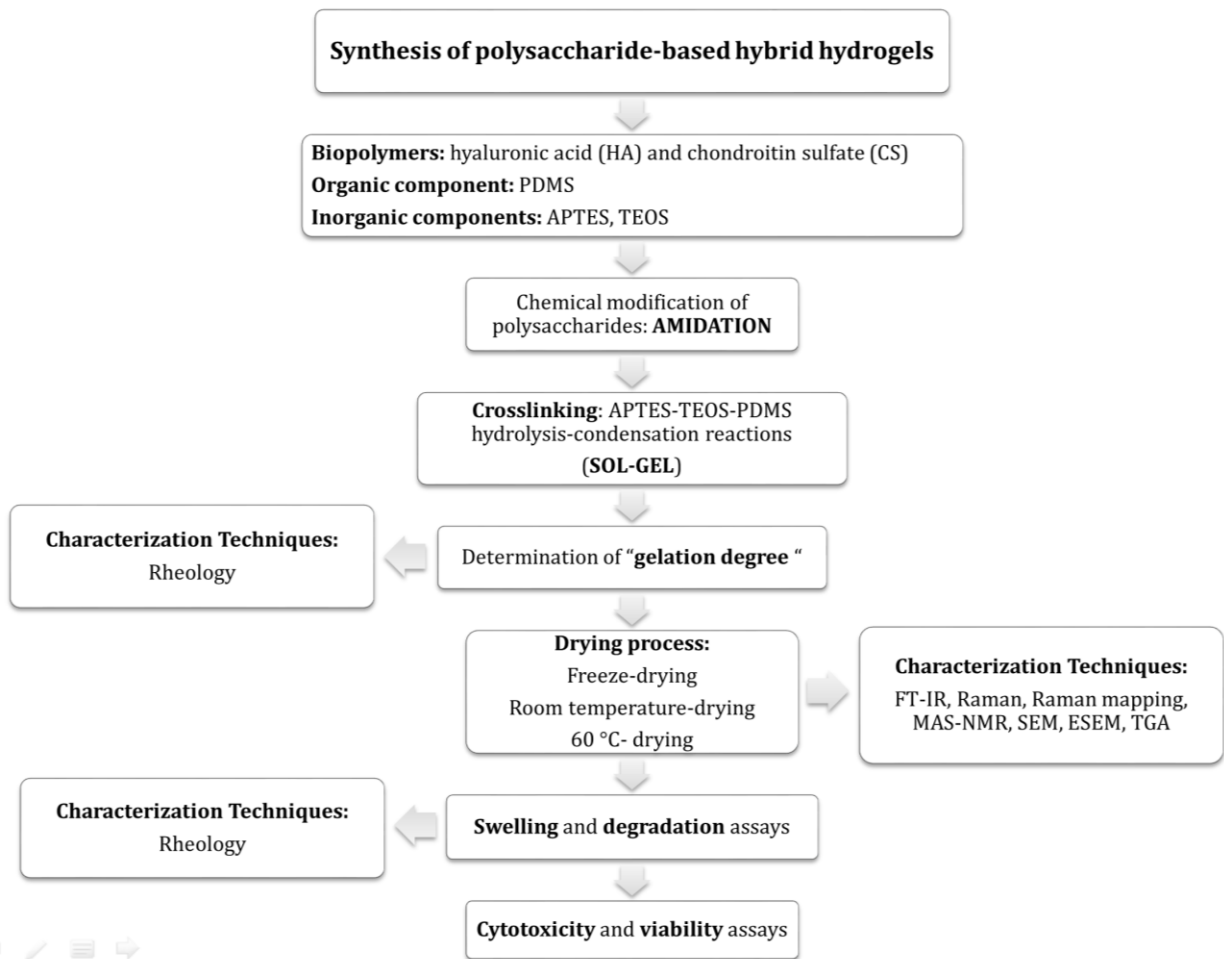 Synthesis of polysaccharide-based hybrid hydrogels
Biopolymers: hyaluronic acid (HA) and chondroitin sulfate (CS)
Organic component: PDMS
Inorganic components: APTES, TEOS
Chemical modification of
polysaccharides: AMIDATION
Crosslinking: APTES-TEOS-PDMS
hydrolysis-condensation reactions
(SOL-GEL)
Characterization Techniques:
Rheology
Determination of “gelation degree “
Drying process:
Freeze-drying
Room temperature-drying
60 °C- drying
Characterization Techniques:
FT-IR, Raman, Raman mapping,
MAS-NMR, SEM, ESEM, TGA
Characterization Techniques:
Rheology
Swelling and degradation assays
Cytotoxicity and viability assays